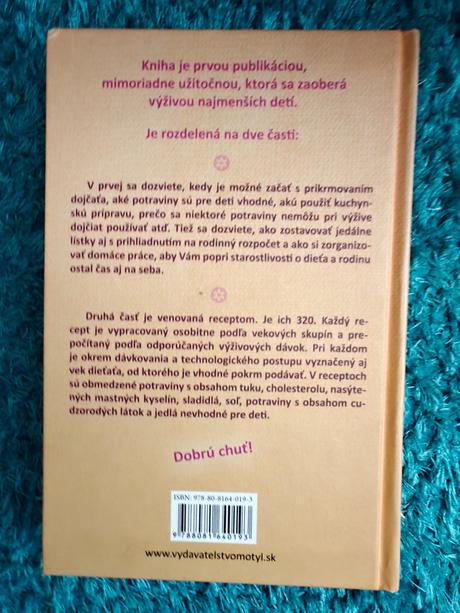 Kniha je prvou publikáciou,
mimoriadne užitočnou, ktorá sa zaoberá
výživou najmenších detí.
Je rozdelená na dve časti:
V prvej sa dozviete, kedy je možné začať s prikrmovaním
dojčaťa, aké potraviny sú pre deti vhodné, akú použiť kuchyn-
skú prípravu, prečo sa niektoré potraviny nemôžu pri výžive
dojčiat používať atď. Tiež sa dozviete, ako zostavovať jedálne
lístky aj s prihliadnutím na rodinný rozpočet a ako si zorganizo-
vať domáce práce, aby Vám popri starostlivosti o dieťa a rodinu
ostal čas aj na seba.
Druhá časť je venovaná receptom. Je ich 320. Každý re-
cept je vypracovaný osobitne podľa vekových skupín a pre-
počítaný podľa odporúčaných výživových dávok. Pri každom
je okrem dávkovania a technologického postupu vyznačený aj
vek dieťaťa, od ktorého je vhodné pokrm podávať. V receptoch
sú obmedzené potraviny s obsahom tuku, cholesterolu, nasýte-
ných mastných kyselín, sladidlá, soľ, potraviny s obsahom cu-
dzorodých látok a jedlá nevhodné pre deti.
Dobrú chuť!
ISBN: 978-80-8164-019-3
9 788081 640193
www.vydavatelstvomotyl.sk